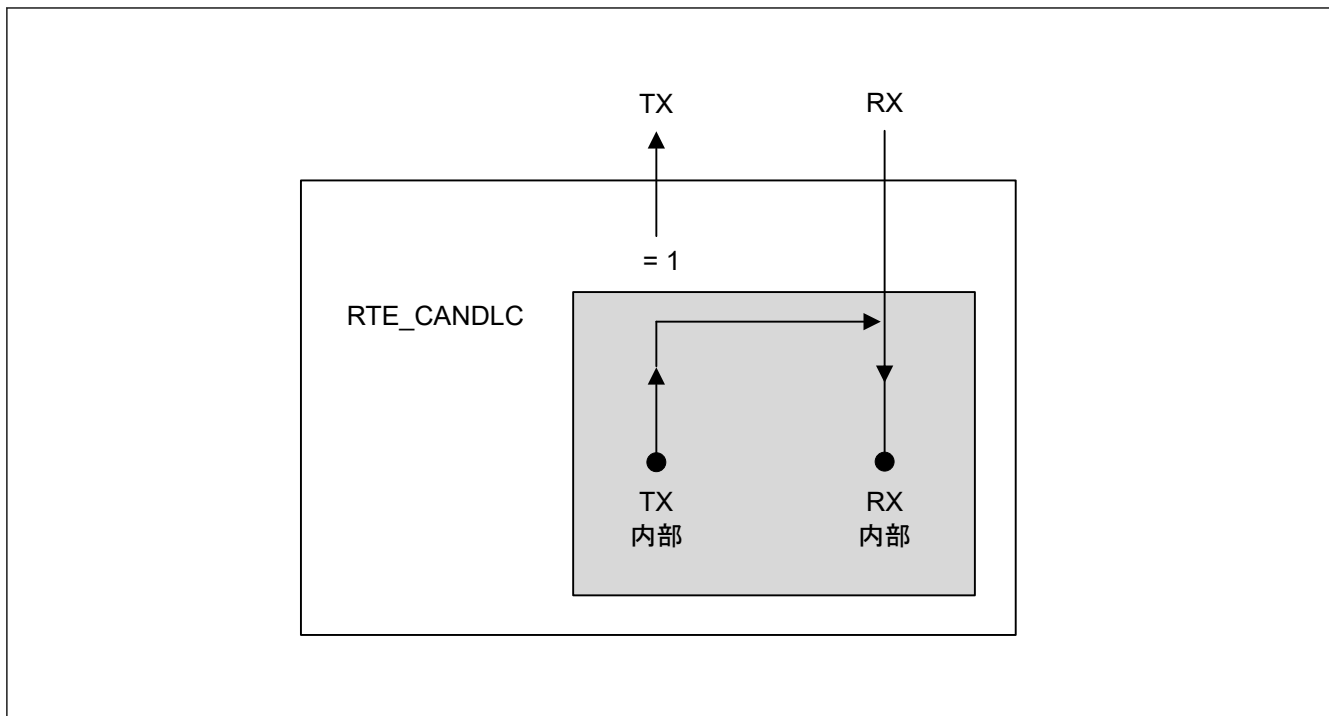 TX
RX
= 1
RTE_CANDLC
TX
内部
RX
内部